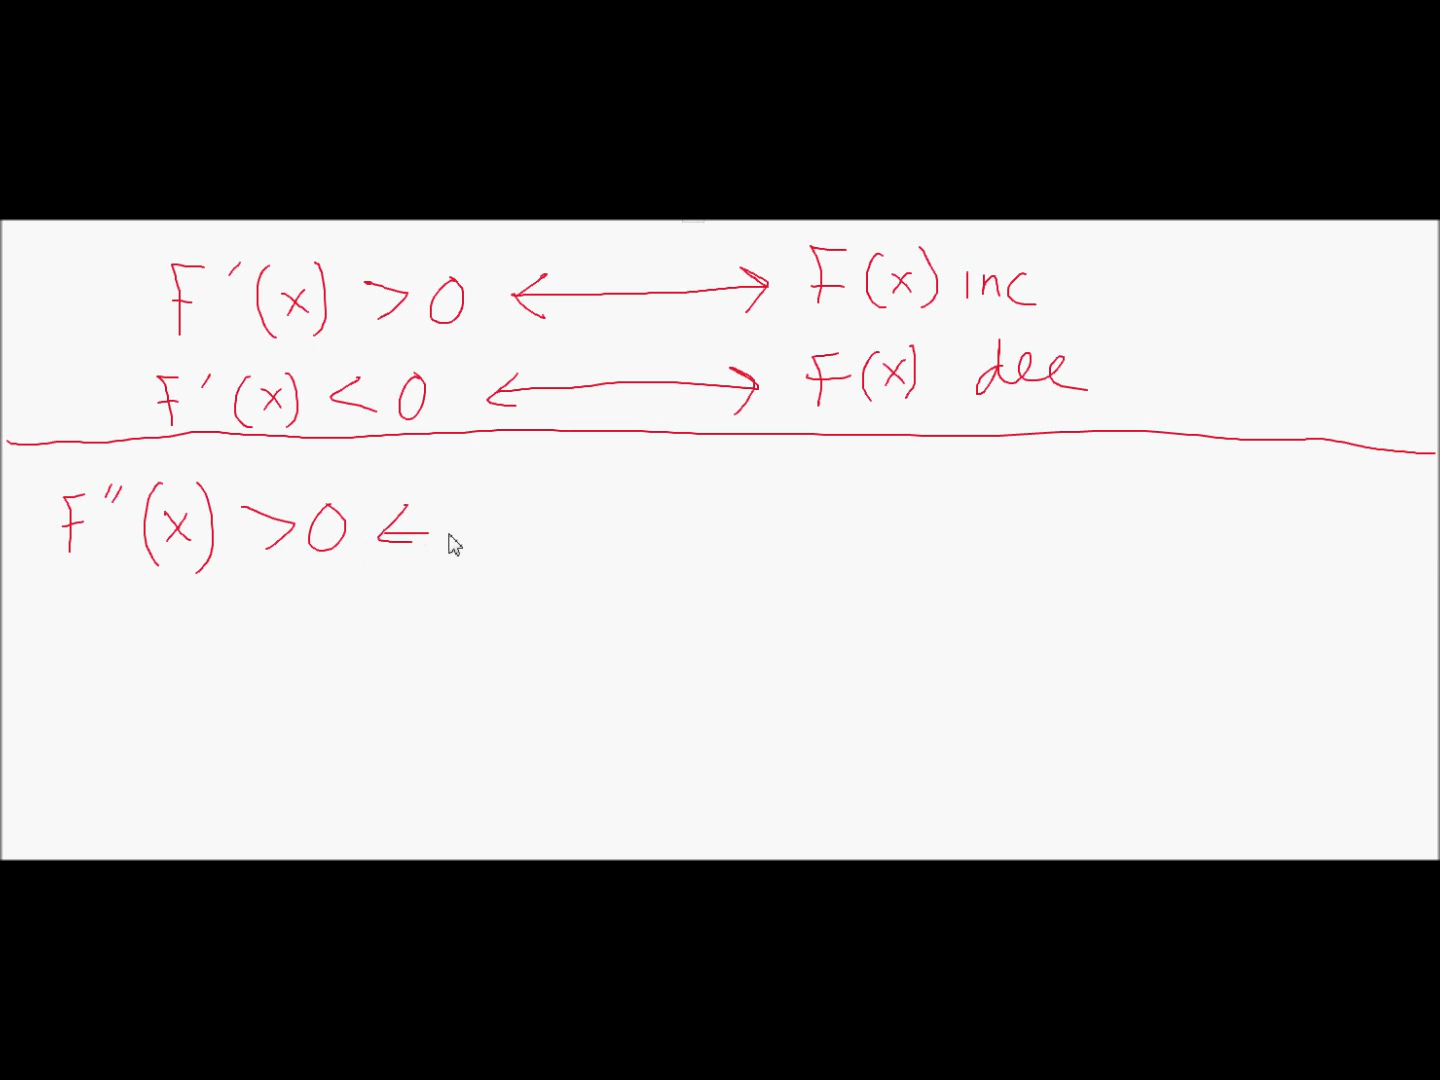 F'(x) > 0 ⟷ F(x) inc
F'(x) < 0 ⟷ F(x) dec
F''(x) > 0 ←